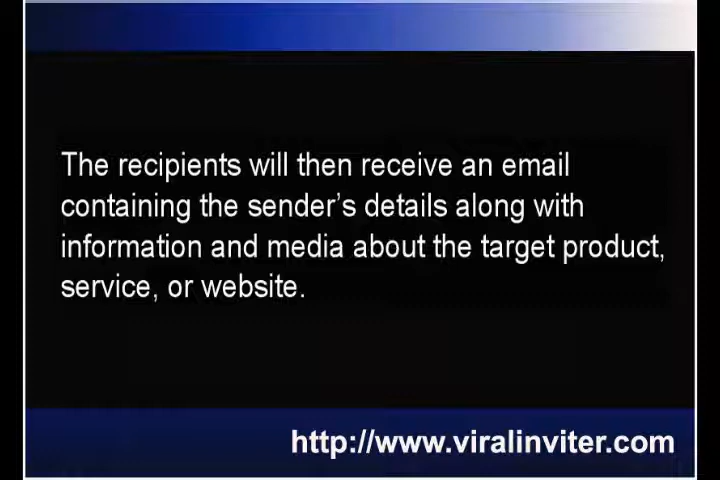 The recipients will then receive an email
containing the sender's details along with
information and media about the target product,
service, or website.
http://www.viralinviter.com